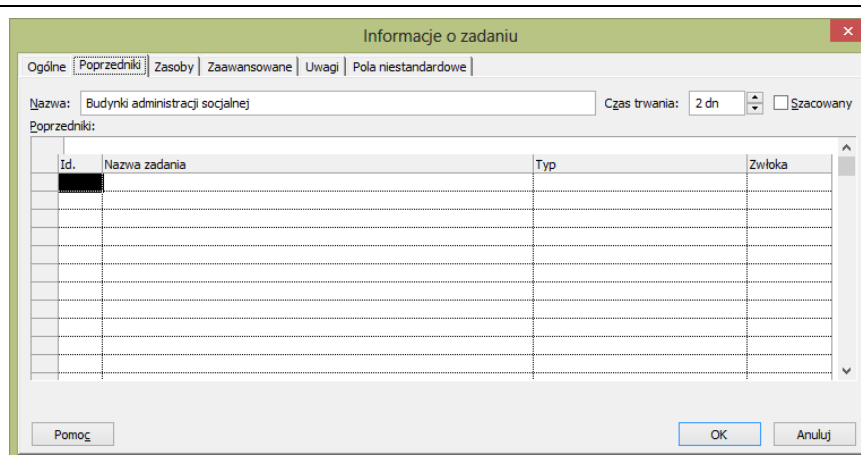 Informacje o zadaniu
Ogólne Poprzedniki Zasoby Zaawansowane Uwagi Pola niestandardowe
Nazwa: Budynki administracji socjalnej Czas trwania: 2 dn Szacowany
Poprzedniki:
Id. Nazwa zadania Typ Zwłoka
Pomoc OK Anuluj